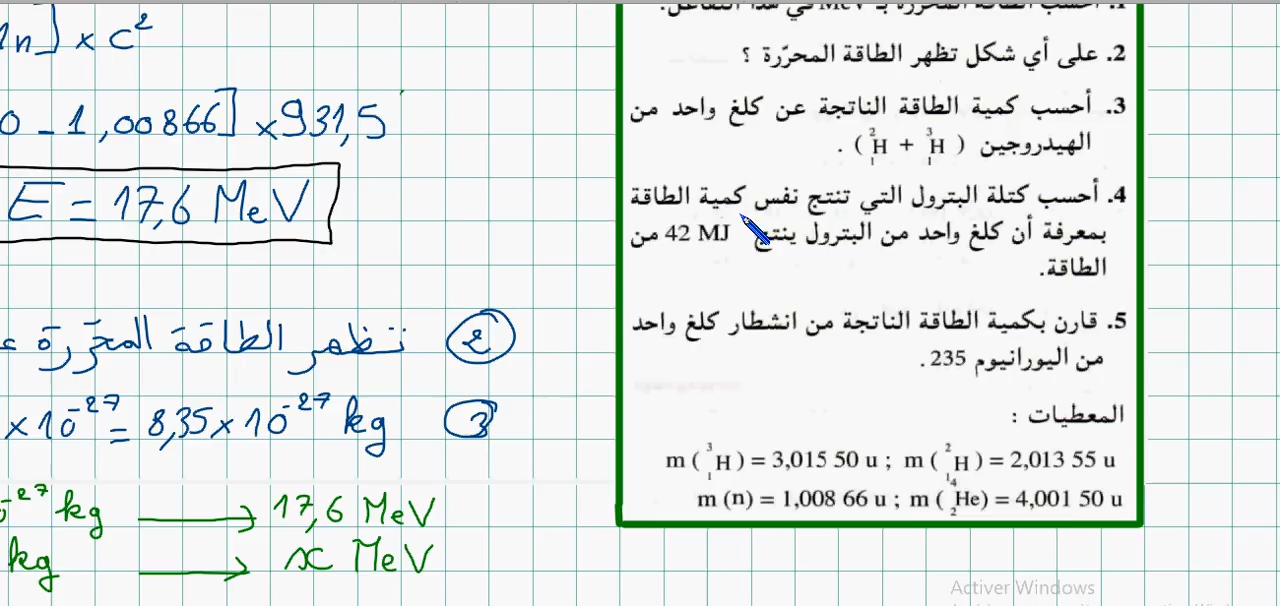 ln] × c²
0 - 1,00866] × 931,5
E = 17,6 MeV
② تظهر الطاقة المحررة
③ × 10⁻²⁷ = 8,35 × 10⁻²⁷ kg
⁻²⁷ kg → 17,6 MeV
kg → x MeV
2. على أي شكل تظهر الطاقة المحرّرة ؟
3. أحسب كمية الطاقة الناتجة عن كلغ واحد من
الهيدروجين ( ³₁H + ²₁H ) .
4. أحسب كتلة البترول التي تنتج نفس كمية الطاقة
بمعرفة أن كلغ واحد من البترول ينتج 42 MJ من
الطاقة.
5. قارن بكمية الطاقة الناتجة من انشطار كلغ واحد
من اليورانيوم 235 .
المعطيات :
m ( ³₁H ) = 3,015 50 u ; m ( ²₁H ) = 2,013 55 u
m (n) = 1,008 66 u ; m ( ⁴₂He) = 4,001 50 u
Activer Windows